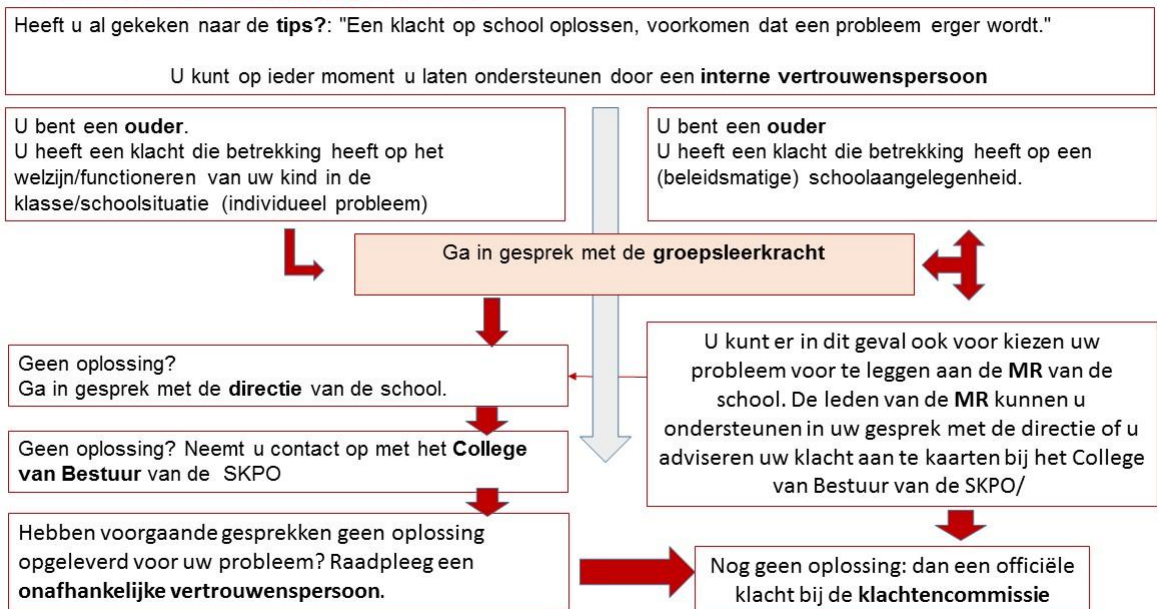 Heeft u al gekeken naar de tips?: "Een klacht op school oplossen, voorkomen dat een probleem erger wordt."
U kunt op ieder moment u laten ondersteunen door een interne vertrouwenspersoon
U bent een ouder.
U heeft een klacht die betrekking heeft op het
welzijn/functioneren van uw kind in de
klasse/schoolsituatie (individueel probleem)
U bent een ouder
U heeft een klacht die betrekking heeft op een
(beleidsmatige) schoolaangelegenheid.
Ga in gesprek met de groepsleerkracht
Geen oplossing?
Ga in gesprek met de directie van de school.
U kunt er in dit geval ook voor kiezen uw
probleem voor te leggen aan de MR van de
school. De leden van de MR kunnen u
ondersteunen in uw gesprek met de directie of u
adviseren uw klacht aan te kaarten bij het College
van Bestuur van de SKPO/
Geen oplossing? Neemt u contact op met het College
van Bestuur van de SKPO
Hebben voorgaande gesprekken geen oplossing
opgeleverd voor uw probleem? Raadpleeg een
onafhankelijke vertrouwenspersoon.
Nog geen oplossing: dan een officiële
klacht bij de klachtencommissie